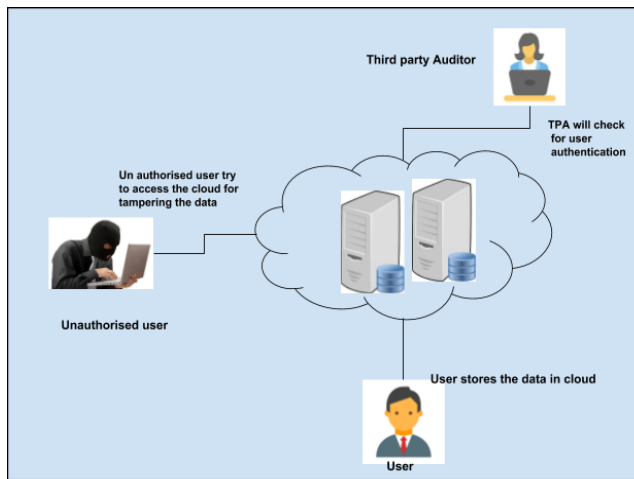 Third party Auditor
TPA will check
for user
authentication
Un authorised user try
to access the cloud for
tampering the data
Unauthorised user
User stores the data in cloud
User